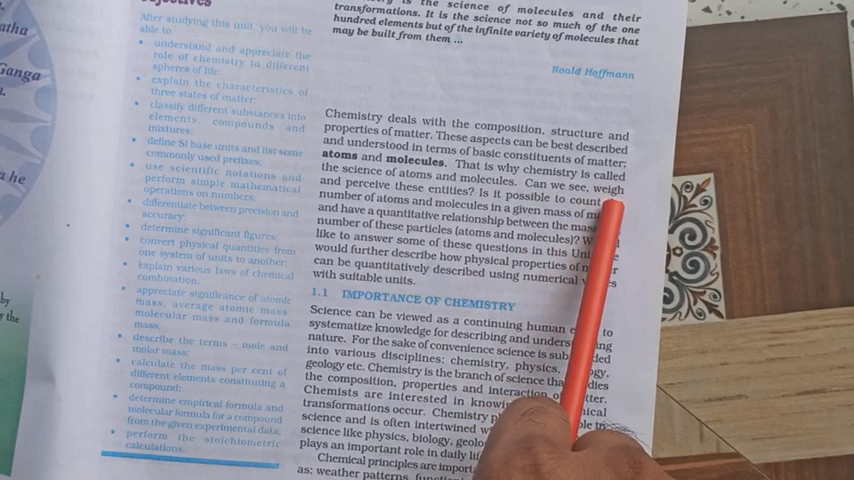 atha
Ganga
he
by
the
After studying this unit, you will be
able to
• understand and appreciate the
role of chemistry in different
spheres of life;
• explain the characteristics of
three states of matter;
• classify different substances into
elements, compounds and
mixtures;
• define SI base units and list some
commonly used prefixes;
• use scientific notations and
perform simple mathematical
operations on numbers;
• differentiate between precision and
accuracy;
• determine significant figures;
• convert physical quantities from
one system of units to another;
• explain various laws of chemical
combination;
• appreciate significance of atomic
mass, average atomic mass,
molecular mass and formula
mass;
• describe the terms – mole and
molar mass;
• calculate the mass per cent of
different elements constituting a
compound;
• determine empirical formula and
molecular formula for a compound
from the given experimental data;
• perform the stoichiometric
calculations.
is the science of molecules and their
transformations. It is the science not so much of the one
hundred elements but of the infinite variety of molecules that
may be built from them ...
Roald Hoffmann
Chemistry deals with the composition, structure and
properties of matter. These aspects can be best described
and understood in terms of basic constituents of matter:
atoms and molecules. That is why chemistry is called
the science of atoms and molecules. Can we see, weigh
and perceive these entities? Is it possible to count
number of atoms and molecules in a given mass of
and have a quantitative relationship between the
number of these particles (atoms and molecules)?
like to answer some of these questions in this
would further describe how physical properties of
can be quantitatively described using numerical
with suitable units.
1.1 IMPORTANCE OF CHEMISTRY
Science can be viewed as a continuing human to
systematize knowledge for describing and
nature. For the sake of convenience science is
into various disciplines: chemistry, physics,
geology etc. Chemistry is the branch of science
the composition, properties and interaction
Chemists are interested in
transformations occur. Chemistry
science and is often intertwined
science like physics, biology,
plays an important role in daily
Chemical principles are
as: weather patterns,